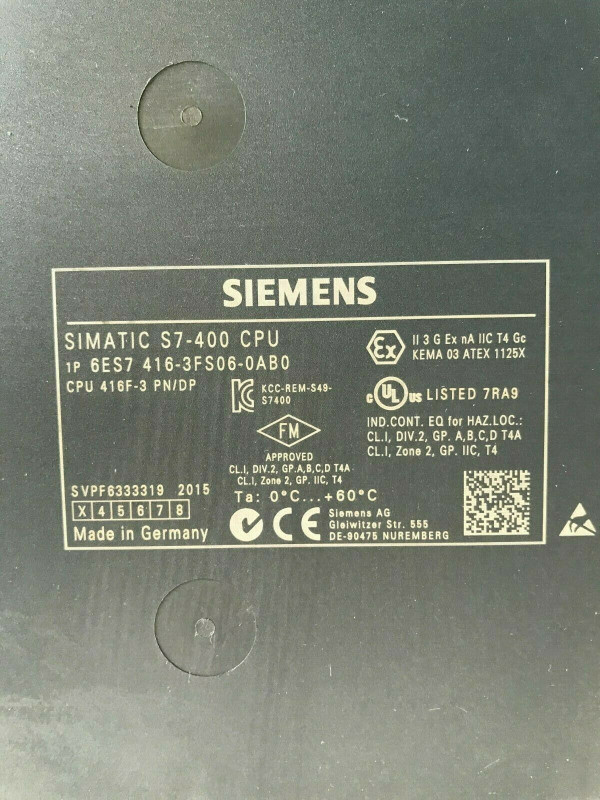 SIEMENS
SIMATIC S7-400 CPU
1P 6ES7 416-3FS06-0AB0
CPU 416F-3 PN/DP
Ex II 3 G Ex nA IIC T4 Gc
KEMA 03 ATEX 1125X
KCC-REM-S49-
S7400
c UL us LISTED 7RA9
IND.CONT. EQ for HAZ.LOC.:
CL.I, DIV.2, GP. A,B,C,D T4A
CL.I, Zone 2, GP. IIC, T4
FM
APPROVED
CL.I, DIV.2, GP.A,B,C,D T4A
CL.I, Zone 2, GP. IIC, T4
Ta: 0°C...+60°C
SVPF6333319 2015
X 4 5 6 7 8
Made in Germany
CE
Siemens AG
Gleiwitzer Str. 555
DE-90475 NUREMBERG